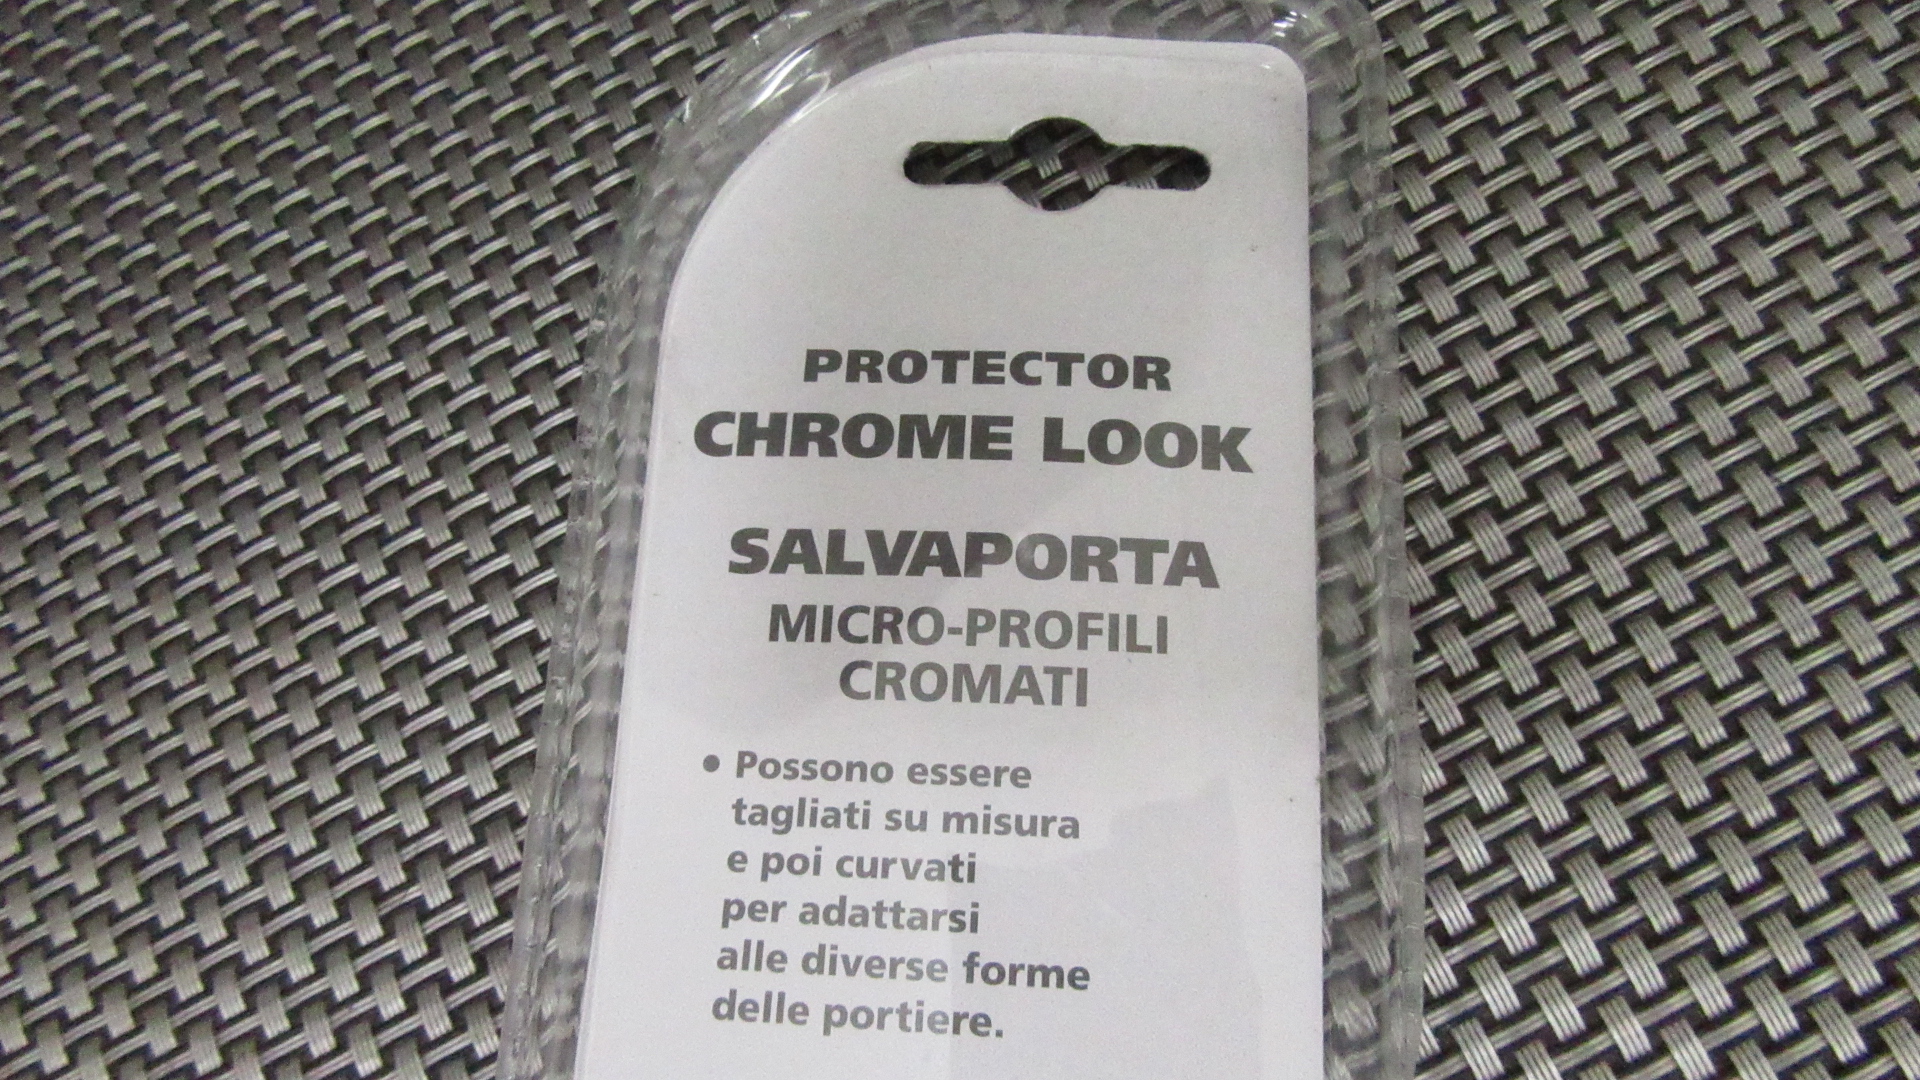 PROTECTOR
CHROME LOOK
SALVAPORTA
MICRO-PROFILI
CROMATI
• Possono essere
tagliati su misura
e poi curvati
per adattarsi
alle diverse forme
delle portiere.